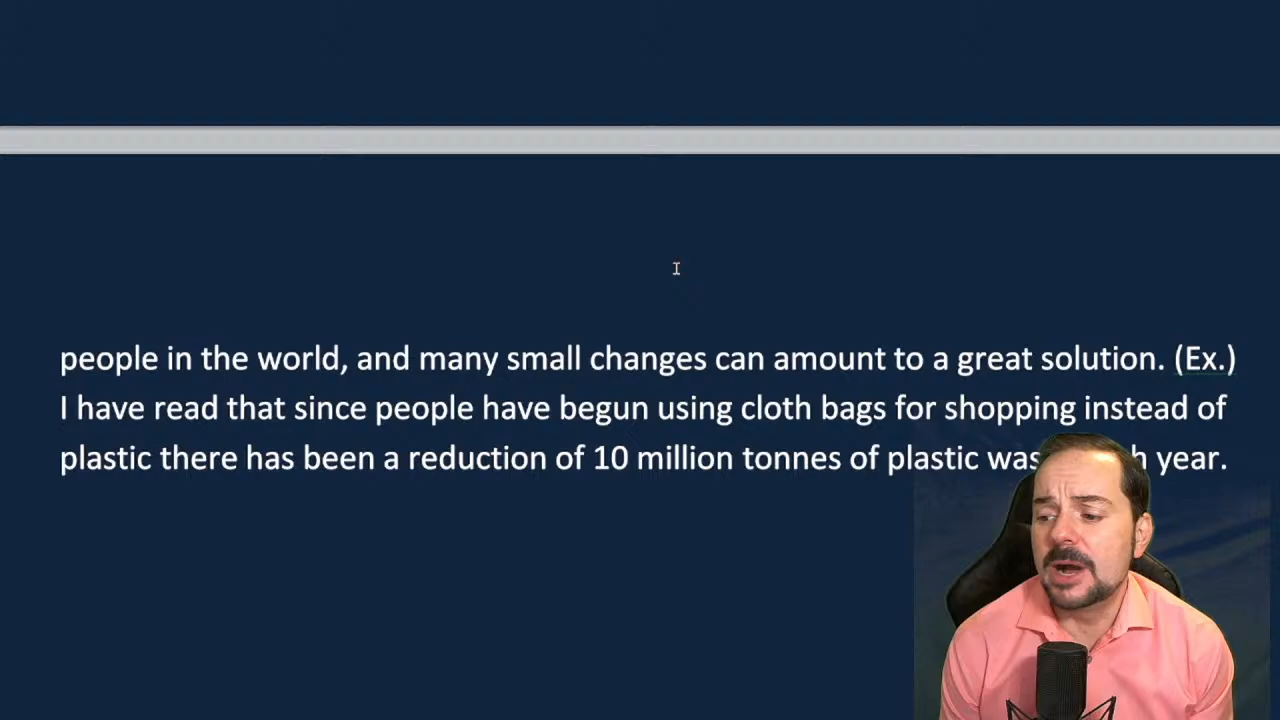 people in the world, and many small changes can amount to a great solution. (Ex.)
I have read that since people have begun using cloth bags for shopping instead of
plastic there has been a reduction of 10 million tonnes of plastic year.